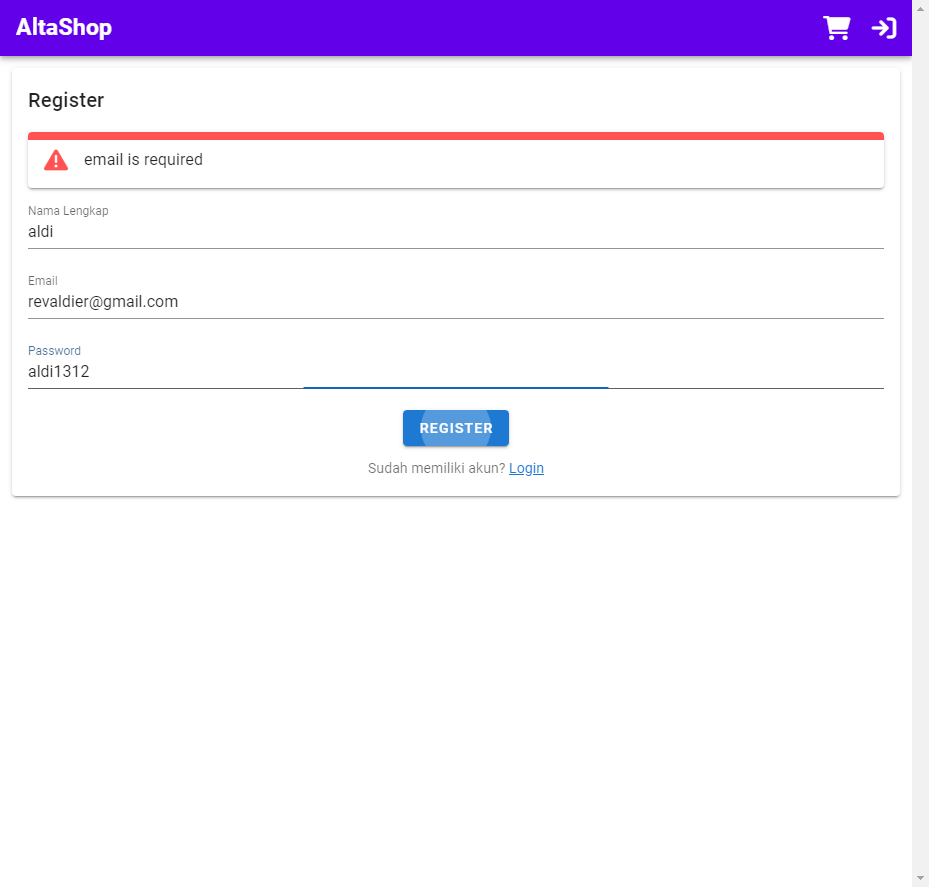 AltaShop
Register
email is required
Nama Lengkap
aldi
Email
revaldier@gmail.com
Password
aldi1312
REGISTER
Sudah memiliki akun? Login